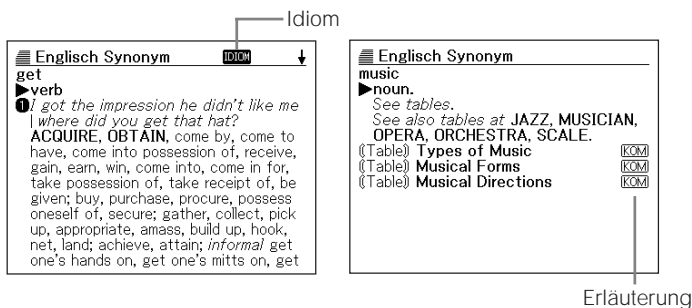 Idiom
Englisch Synonym IDIOM ↓
get
▶verb
❶I got the impression he didn't like me
| where did you get that hat?
ACQUIRE, OBTAIN, come by, come to
have, come into possession of, receive,
gain, earn, win, come into, come in for,
take possession of, take receipt of, be
given; buy, purchase, procure, possess
oneself of, secure; gather, collect, pick
up, appropriate, amass, build up, hook,
net, land; achieve, attain; informal get
one's hands on, get one's mitts on, get
Englisch Synonym
music
▶noun.
See tables.
See also tables at JAZZ, MUSICIAN,
OPERA, ORCHESTRA, SCALE.
⟪Table⟫ Types of Music KOM
⟪Table⟫ Musical Forms KOM
⟪Table⟫ Musical Directions KOM
Erläuterung